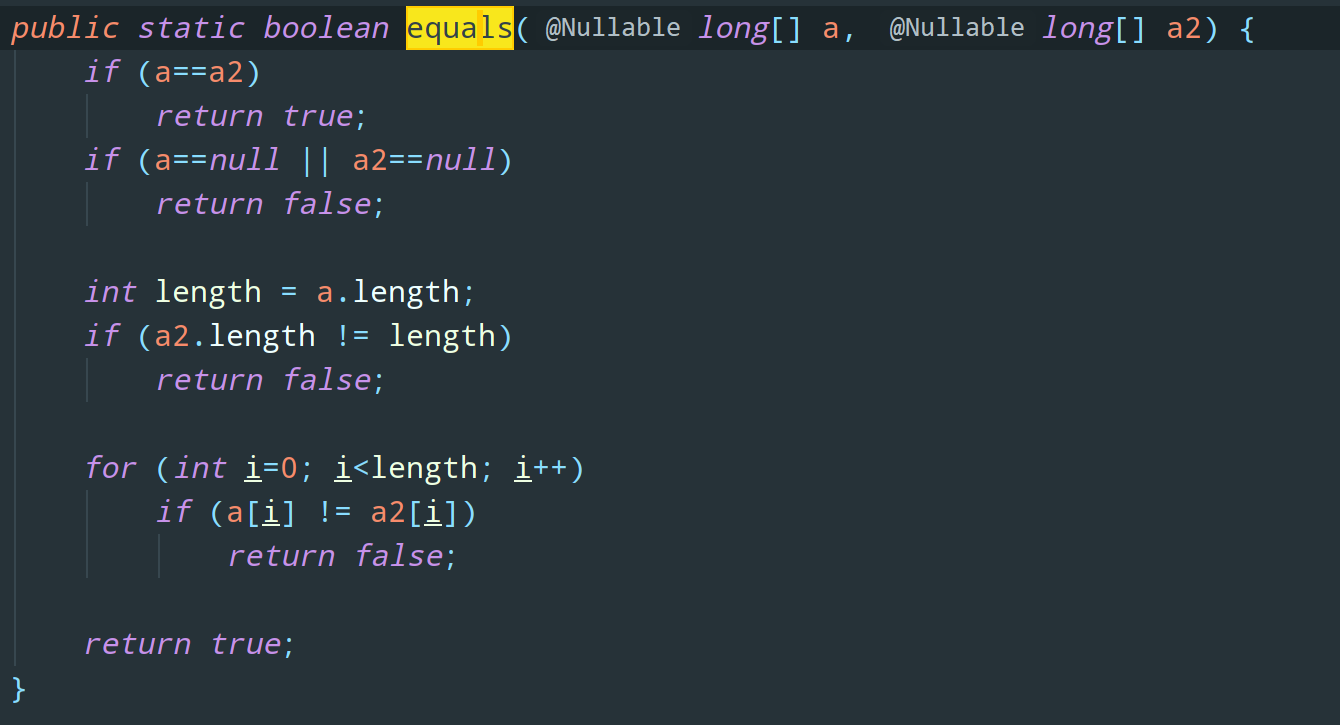 public static boolean equals( @Nullable long[] a, @Nullable long[] a2) {
    if (a==a2)
        return true;
    if (a==null || a2==null)
        return false;

    int length = a.length;
    if (a2.length != length)
        return false;

    for (int i=0; i<length; i++)
        if (a[i] != a2[i])
            return false;

    return true;
}